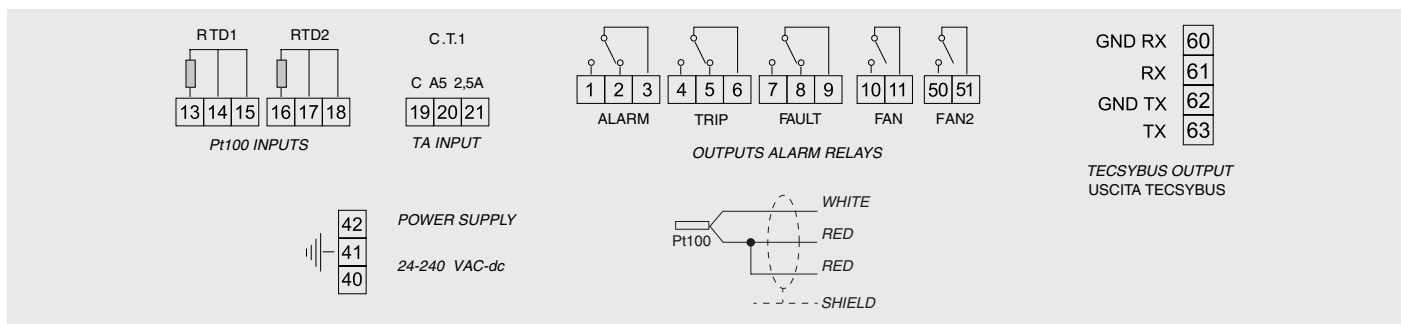 RTD1 RTD2
13 14 15 16 17 18
Pt100 INPUTS
C.T.1
C A5 2,5A
19 20 21
TA INPUT
1 2 3 4 5 6 7 8 9 10 11 50 51
ALARM TRIP FAULT FAN FAN2
OUTPUTS ALARM RELAYS
GND RX 60
RX 61
GND TX 62
TX 63
TECSYBUS OUTPUT
USCITA TECSYBUS
42 POWER SUPPLY
41
40 24-240 VAC-dc
WHITE
Pt100 RED
RED
SHIELD